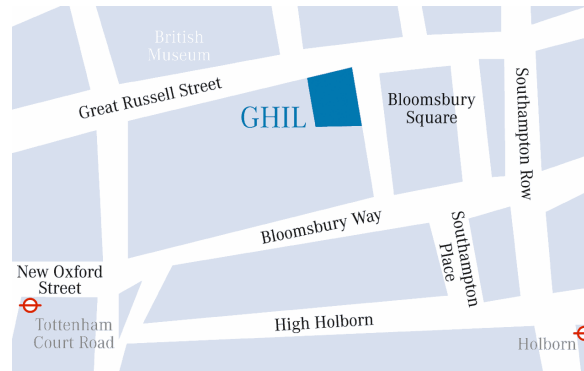 British
Museum
Great Russell Street
GHIL
Bloomsbury
Square
Southampton Row
Bloomsbury Way
Southampton
Place
New Oxford
Street
Tottenham
Court Road
High Holborn
Holborn